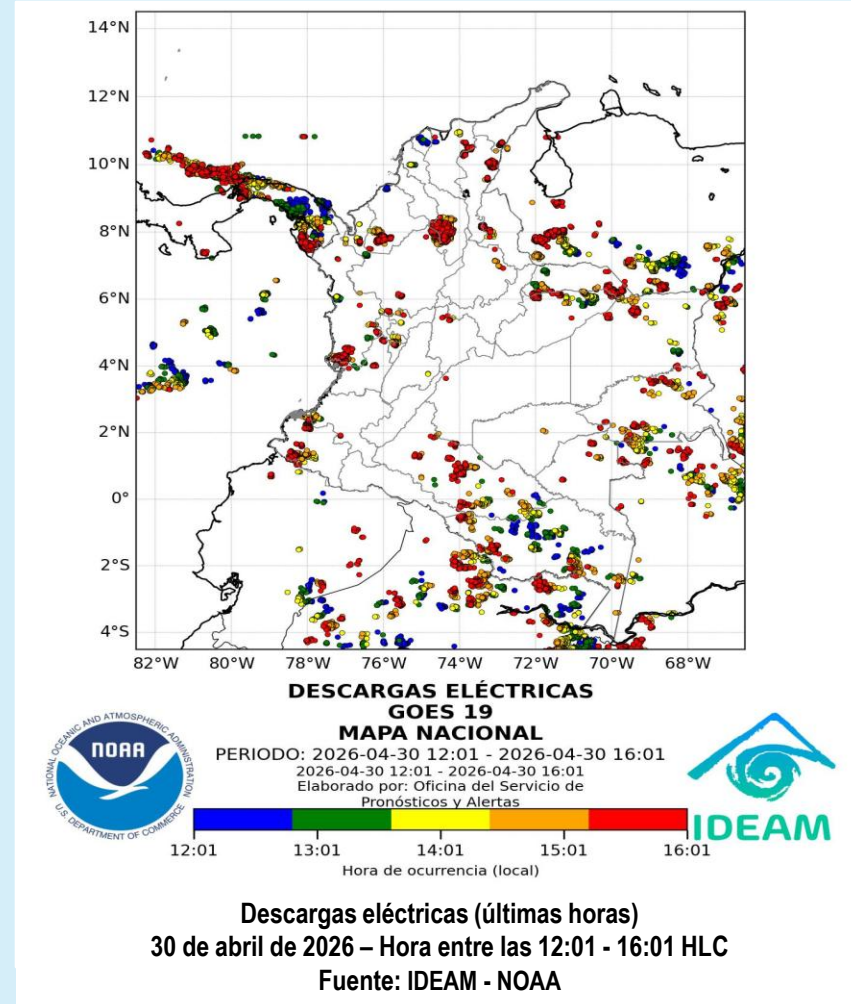 14°N
12°N
10°N
8°N
6°N
4°N
2°N
0°
2°S
4°S
82°W 80°W 78°W 76°W 74°W 72°W 70°W 68°W
DESCARGAS ELÉCTRICAS
GOES 19
MAPA NACIONAL
PERIODO: 2026-04-30 12:01 - 2026-04-30 16:01
2026-04-30 12:01 - 2026-04-30 16:01
Elaborado por: Oficina del Servicio de
Pronósticos y Alertas
NATIONAL OCEANIC AND ATMOSPHERIC ADMINISTRATION
NOAA
U.S. DEPARTMENT OF COMMERCE
IDEAM
12:01 13:01 14:01 15:01 16:01
Hora de ocurrencia (local)
Descargas eléctricas (últimas horas)
30 de abril de 2026 – Hora entre las 12:01 - 16:01 HLC
Fuente: IDEAM - NOAA